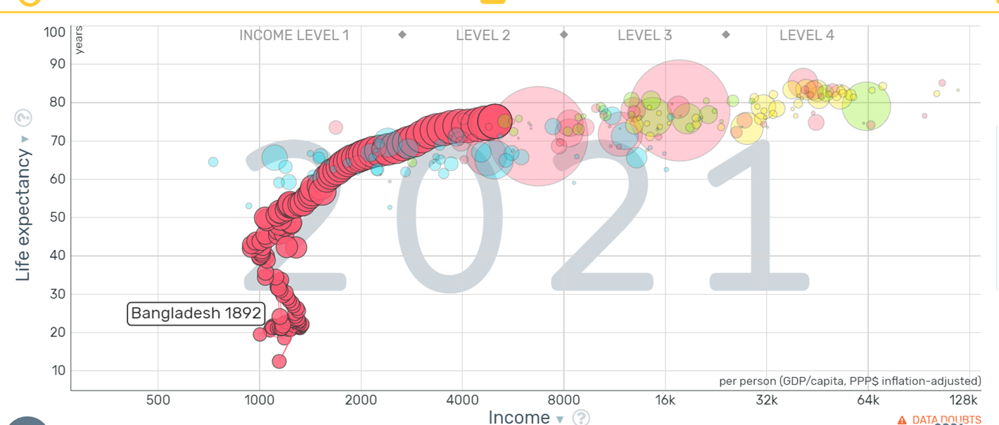 INCOME LEVEL 1 ◆ LEVEL 2 ◆ LEVEL 3 ◆ LEVEL 4
years
100
90
80
70
60
50
40
30
20
10
Life expectancy ▼ ?
2021
Bangladesh 1892
per person (GDP/capita, PPP$ inflation-adjusted)
500 1000 2000 4000 8000 16k 32k 64k 128k
Income ▼ ?
DATA DOUBTS